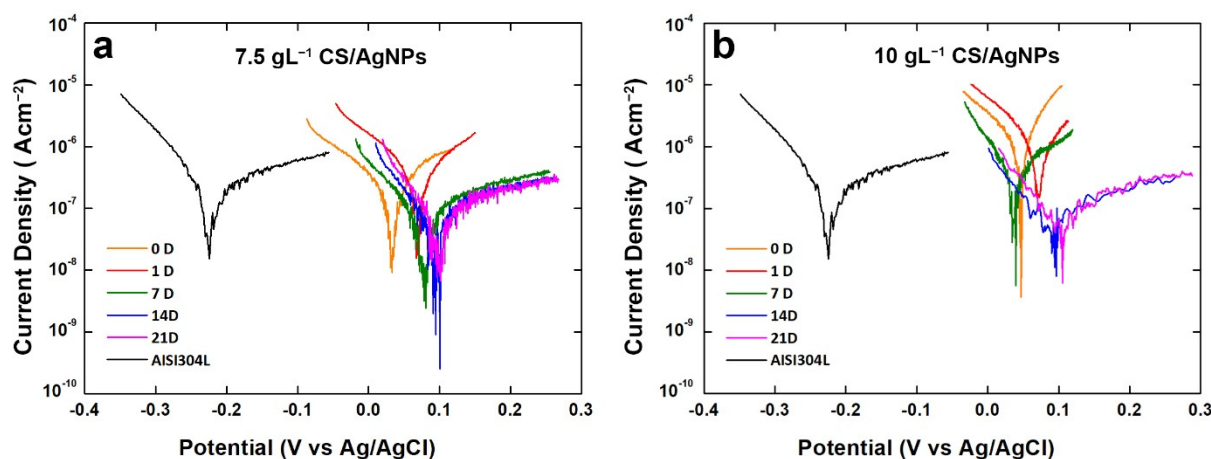 a
7.5 gL⁻¹ CS/AgNPs
Current Density ( Acm⁻²)
10⁻⁴
10⁻⁵
10⁻⁶
10⁻⁷
10⁻⁸
10⁻⁹
10⁻¹⁰
0 D
1 D
7 D
14D
21D
AISI304L
-0.4 -0.3 -0.2 -0.1 0.0 0.1 0.2 0.3
Potential (V vs Ag/AgCl)
b
10 gL⁻¹ CS/AgNPs
Current Density ( Acm⁻²)
10⁻⁴
10⁻⁵
10⁻⁶
10⁻⁷
10⁻⁸
10⁻⁹
10⁻¹⁰
0 D
1 D
7 D
14D
21D
AISI304L
-0.4 -0.3 -0.2 -0.1 0.0 0.1 0.2 0.3
Potential (V vs Ag/AgCl)